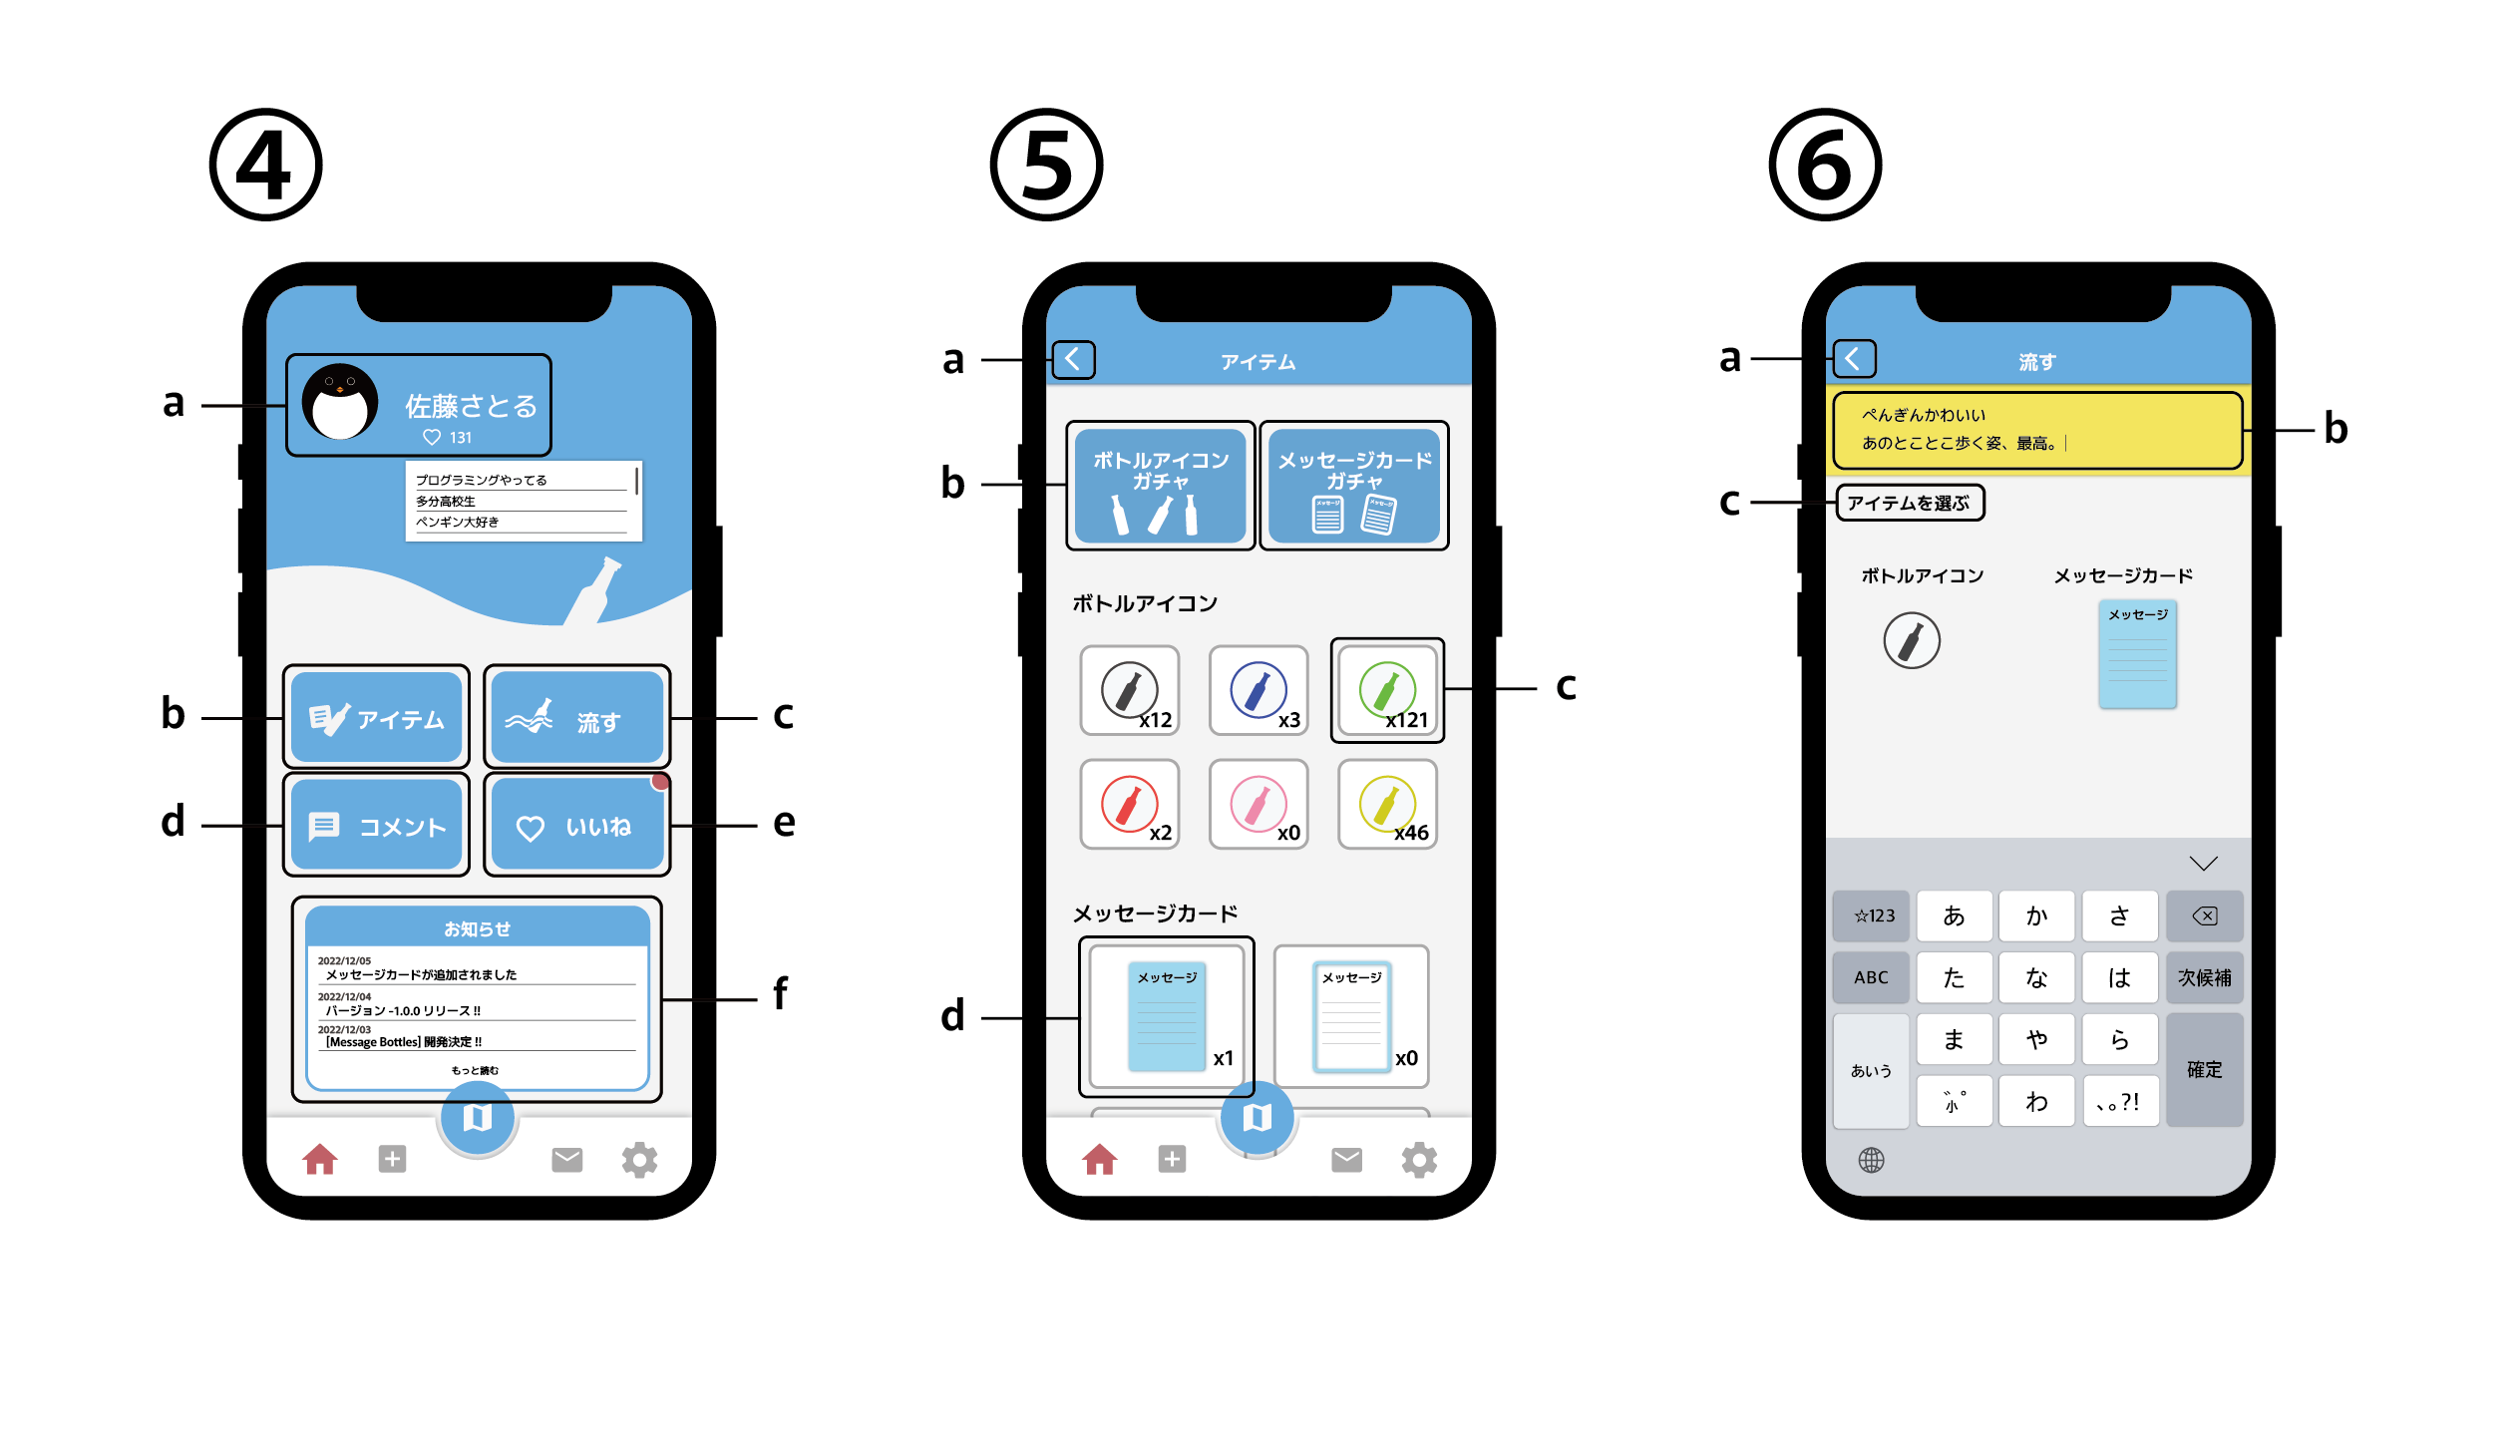 ④
a
佐藤さとる
131
プログラミングやってる
多分高校生
ペンギン大好き
b
アイテム
流す
c
d
コメント
いいね
e
お知らせ
2022/12/05
メッセージカードが追加されました
2022/12/04
バージョン -1.0.0 リリース !!
2022/12/03
[Message Bottles] 開発決定 !!
もっと読む
f
⑤
a
アイテム
b
ボトルアイコン
ガチャ
メッセージカード
ガチャ
メッセージ
メッセージ
ボトルアイコン
x12
x3
x121
c
x2
x0
x46
メッセージカード
d
メッセージ
x1
メッセージ
x0
⑥
a
流す
ぺんぎんかわいい
あのとことこ歩く姿、最高。
b
c
アイテムを選ぶ
ボトルアイコン
メッセージカード
メッセージ
☆123
あ
か
さ
ABC
た
な
は
次候補
あいう
ま
や
ら
確定
゛゜
小
わ
、。?!